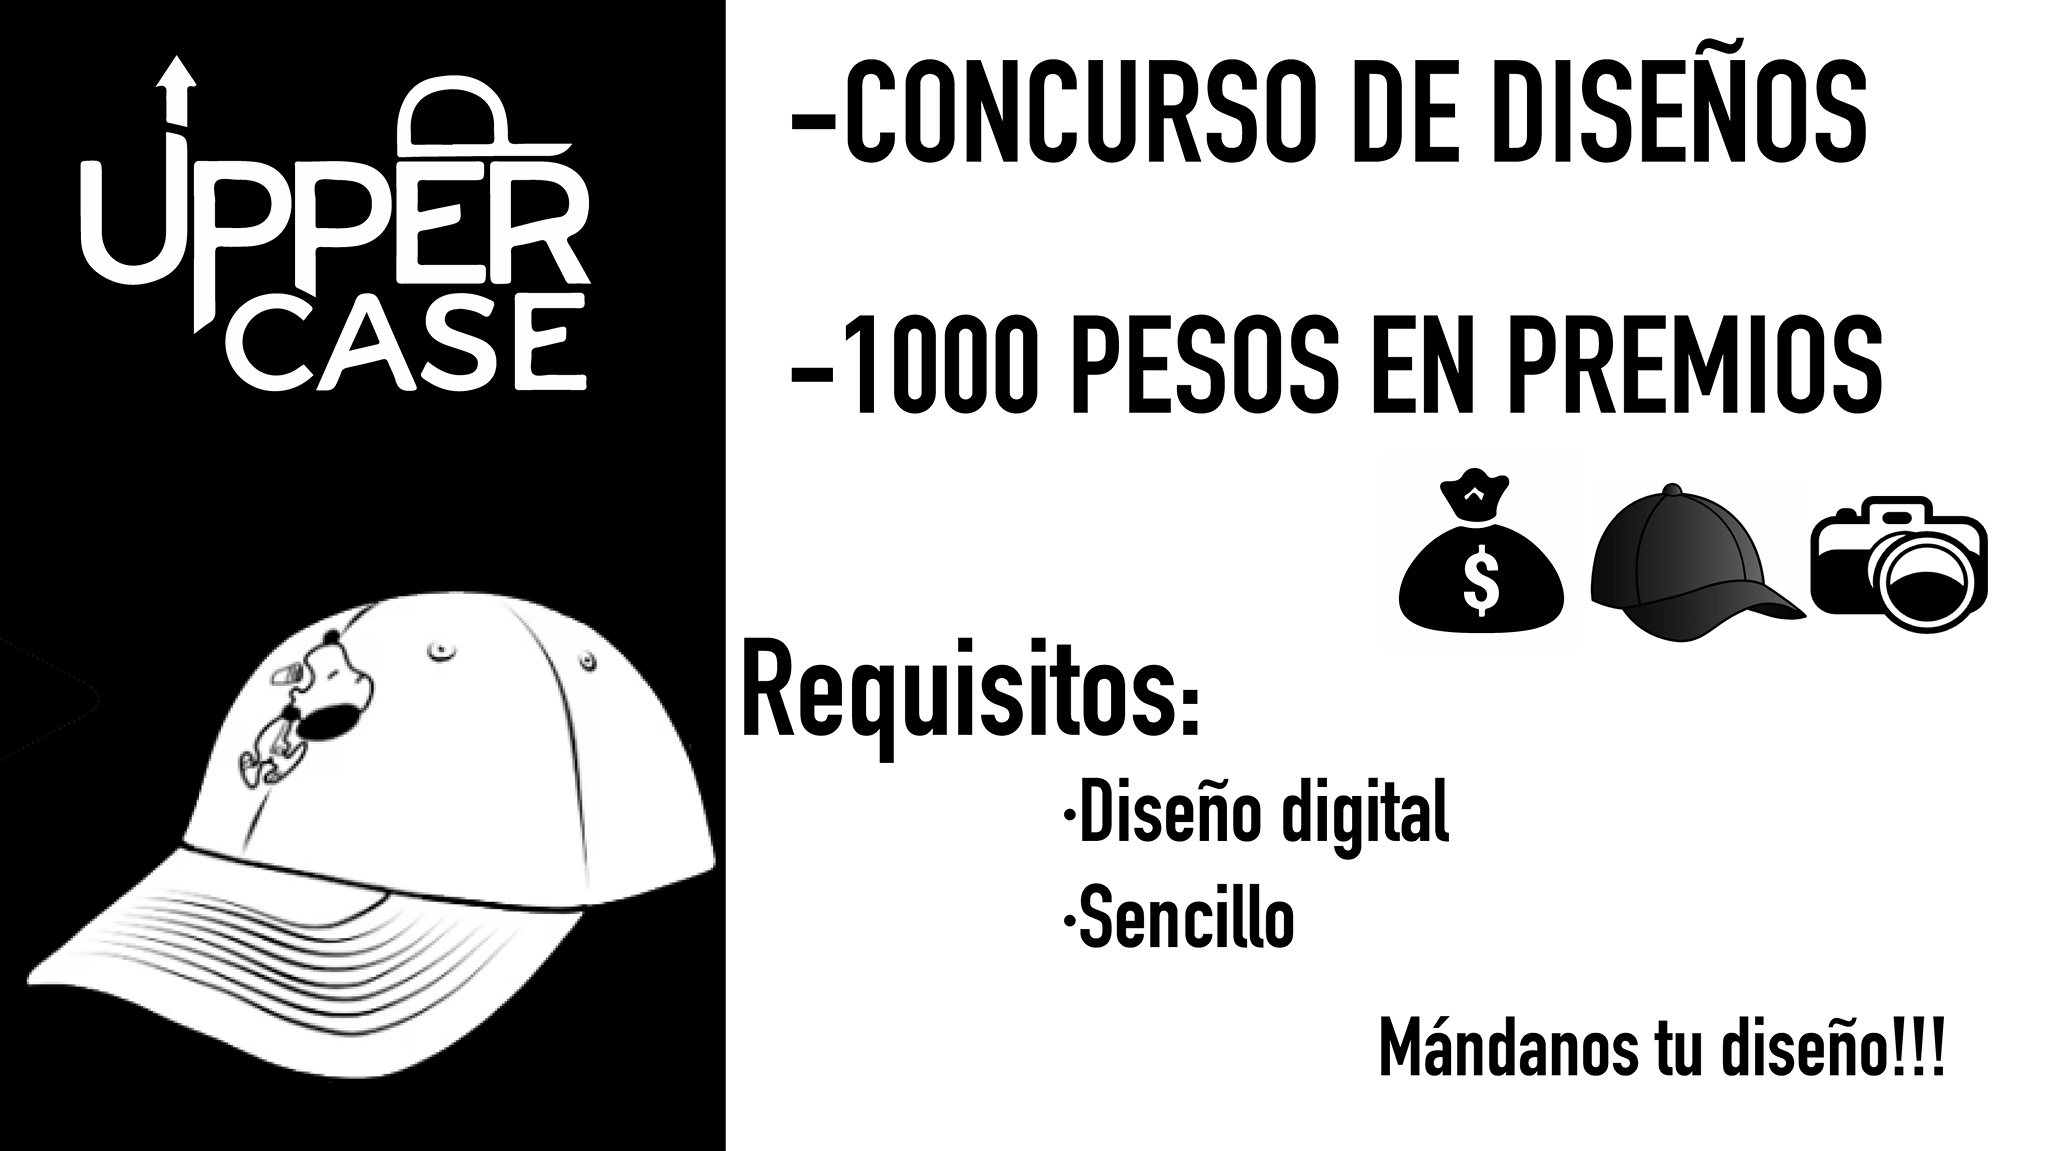 UPPER
CASE
-CONCURSO DE DISEÑOS
-1000 PESOS EN PREMIOS
$
Requisitos:
·Diseño digital
·Sencillo
Mándanos tu diseño!!!